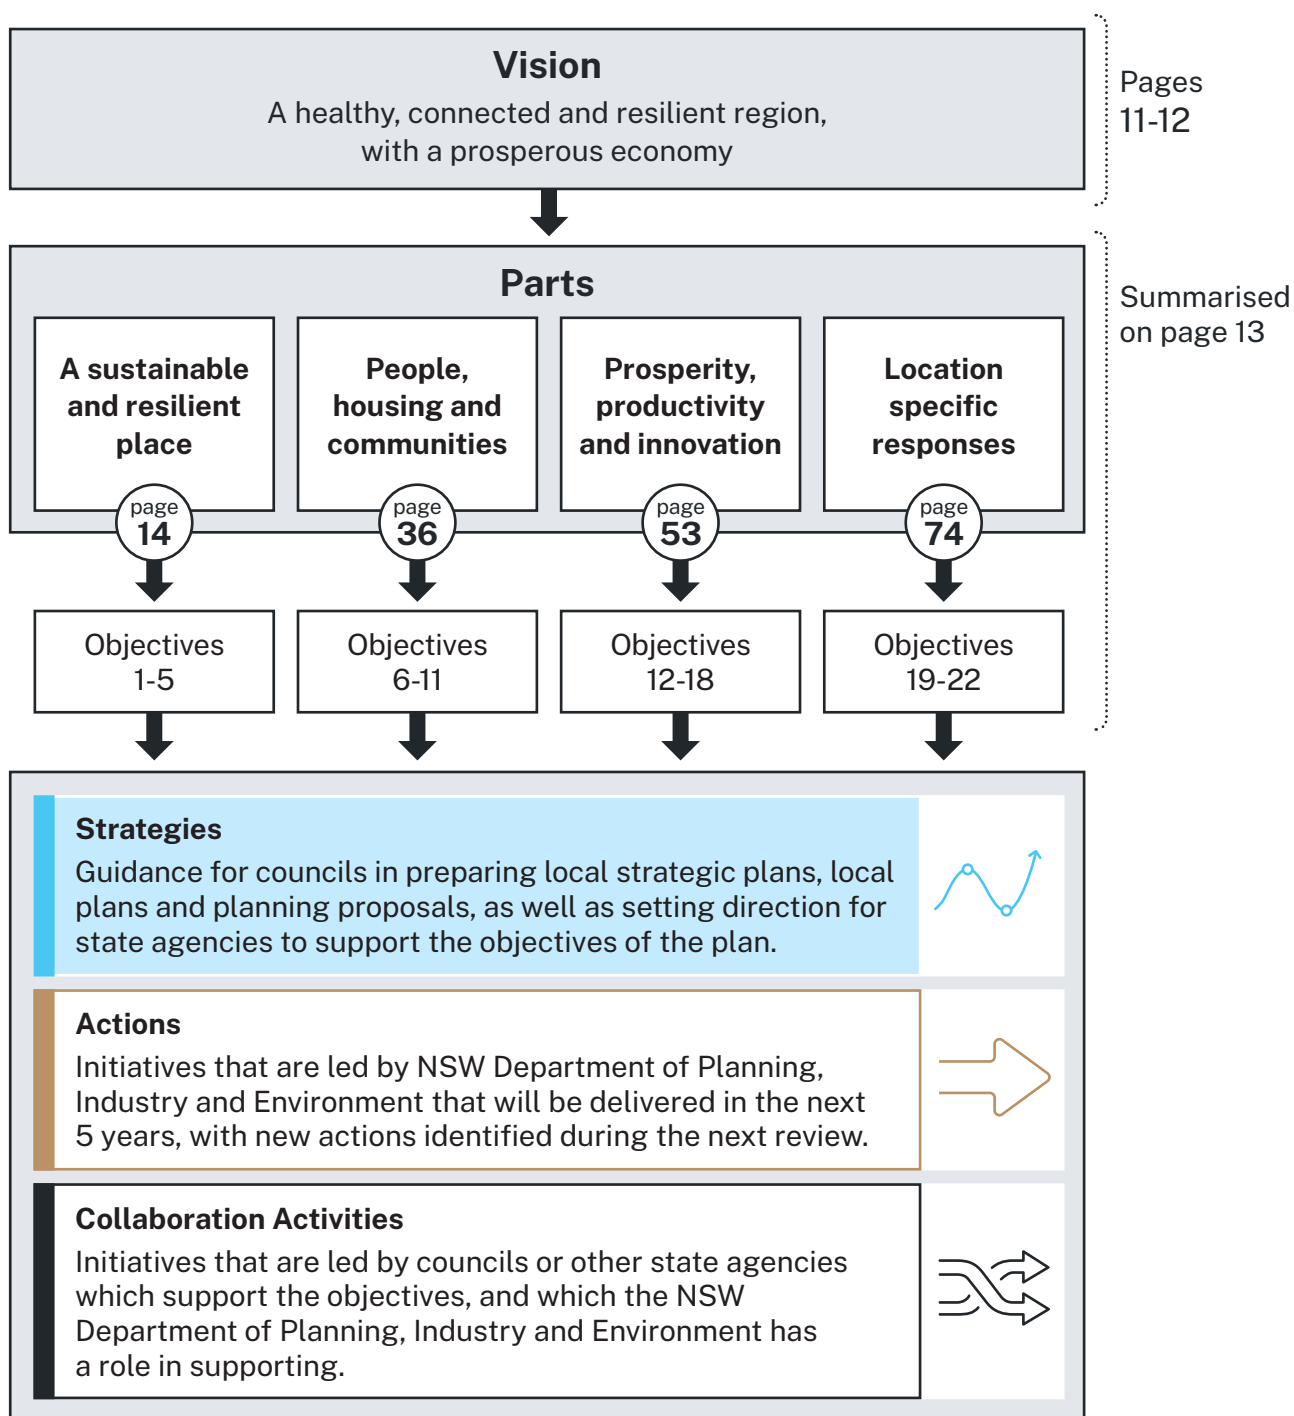 Vision
A healthy, connected and resilient region,
with a prosperous economy
Pages
11-12
Parts
Summarised
on page 13
A sustainable
and resilient
place
page
14
People,
housing and
communities
page
36
Prosperity,
productivity
and innovation
page
53
Location
specific
responses
page
74
Objectives
1-5
Objectives
6-11
Objectives
12-18
Objectives
19-22
Strategies
Guidance for councils in preparing local strategic plans, local
plans and planning proposals, as well as setting direction for
state agencies to support the objectives of the plan.
Actions
Initiatives that are led by NSW Department of Planning,
Industry and Environment that will be delivered in the next
5 years, with new actions identified during the next review.
Collaboration Activities
Initiatives that are led by councils or other state agencies
which support the objectives, and which the NSW
Department of Planning, Industry and Environment has
a role in supporting.